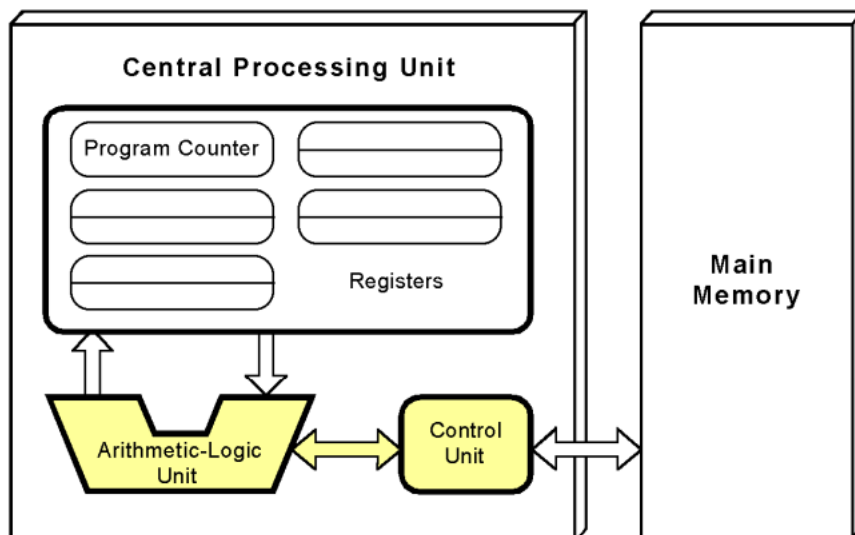 Central Processing Unit
Program Counter
Registers
Main
Memory
Arithmetic-Logic
Unit
Control
Unit